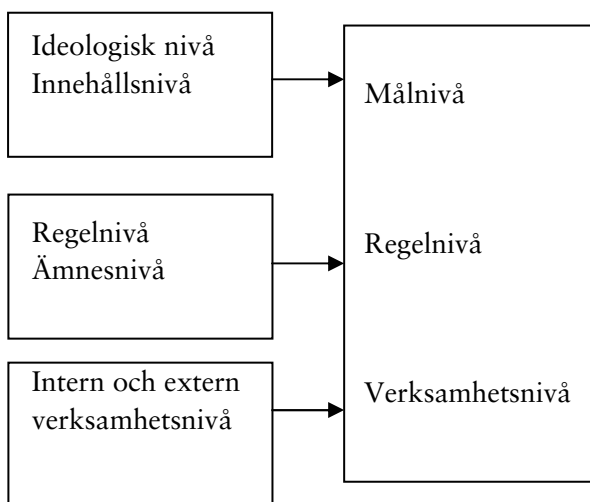 Ideologisk nivå
Innehållsnivå
Målnivå
Regelnivå
Ämnesnivå
Regelnivå
Intern och extern
verksamhetsnivå
Verksamhetsnivå